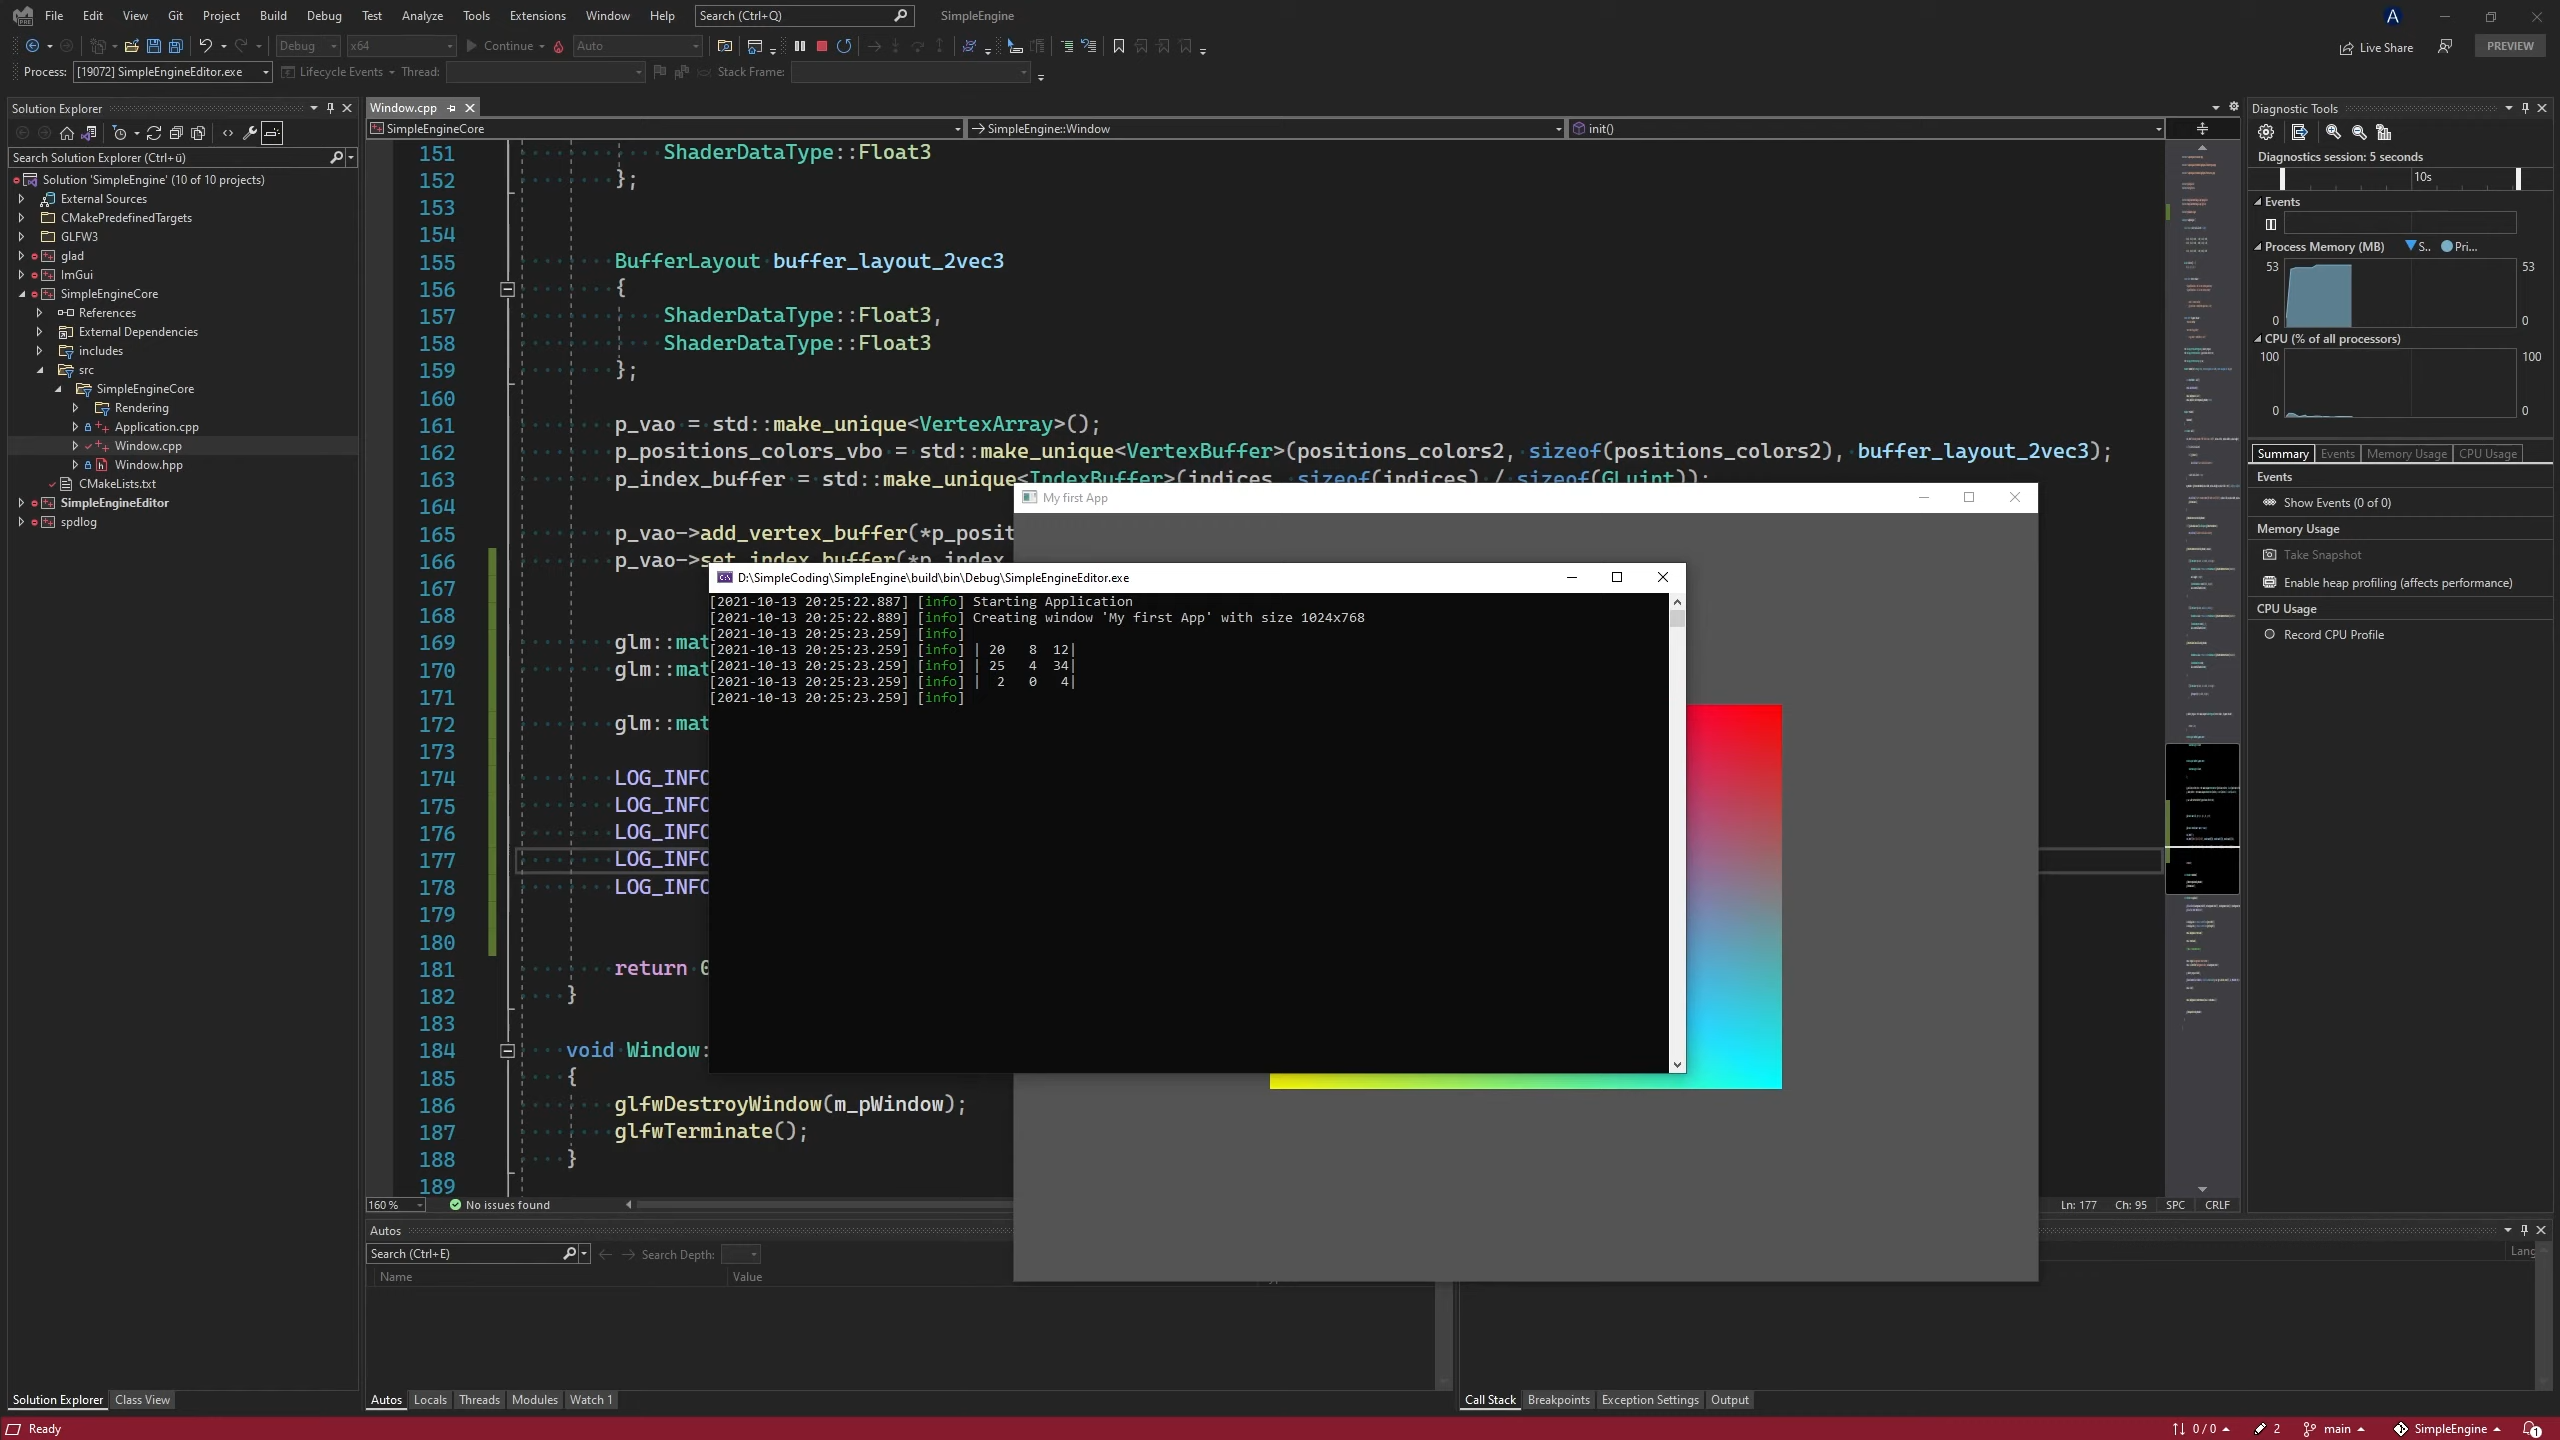 File Edit View Git Project Build Debug Test Analyze Tools Extensions Window Help Search (Ctrl+Q) SimpleEngine
Debug x64 Continue Auto Live Share PREVIEW
Process: [19072] SimpleEngineEditor.exe Lifecycle Events Thread: Stack Frame:
Solution Explorer
Search Solution Explorer (Ctrl+ü)
Solution 'SimpleEngine' (10 of 10 projects)
External Sources
CMakePredefinedTargets
GLFW3
glad
ImGui
SimpleEngineCore
References
External Dependencies
includes
src
SimpleEngineCore
Rendering
Application.cpp
Window.cpp
Window.hpp
CMakeLists.txt
SimpleEngineEditor
spdlog
Solution Explorer Class View
Window.cpp
SimpleEngineCore SimpleEngine::Window init()
151 ShaderDataType::Float3
152 };
153
154
155 BufferLayout buffer_layout_2vec3
156 {
157 ShaderDataType::Float3,
158 ShaderDataType::Float3
159 };
160
161 p_vao = std::make_unique<VertexArray>();
162 p_positions_colors_vbo = std::make_unique<VertexBuffer>(positions_colors2, sizeof(positions_colors2), buffer_layout_2vec3);
163 p_index_buffer = std::make_unique<IndexBuffer>(indices, sizeof(indices) / sizeof(GLuint));
164
165 p_vao->add_vertex_buffer(*p_posit
166 p_vao->set_index_buffer(*p_index
167
168
169 glm::mat
170 glm::mat
171
172 glm::mat
173
174 LOG_INFO
175 LOG_INFO
176 LOG_INFO
177 LOG_INFO
178 LOG_INFO
179
180
181 return 0
182 }
183
184 void Window:
185 {
186 glfwDestroyWindow(m_pWindow);
187 glfwTerminate();
188 }
189
My first App
D:\SimpleCoding\SimpleEngine\build\bin\Debug\SimpleEngineEditor.exe
[2021-10-13 20:25:22.887] [info] Starting Application
[2021-10-13 20:25:22.889] [info] Creating window 'My first App' with size 1024x768
[2021-10-13 20:25:23.259] [info]
[2021-10-13 20:25:23.259] [info] | 20 8 12|
[2021-10-13 20:25:23.259] [info] | 25 4 34|
[2021-10-13 20:25:23.259] [info] | 2 0 4|
[2021-10-13 20:25:23.259] [info]
160 % No issues found Ln: 177 Ch: 95 SPC CRLF
Autos
Search (Ctrl+E) Search Depth:
Name Value
Lang
Autos Locals Threads Modules Watch 1
Call Stack Breakpoints Exception Settings Output
Diagnostic Tools
Diagnostics session: 5 seconds
10s
Events
Process Memory (MB) S.. Pri...
53 53
0 0
CPU (% of all processors)
100 100
0 0
Summary Events Memory Usage CPU Usage
Events
Show Events (0 of 0)
Memory Usage
Take Snapshot
Enable heap profiling (affects performance)
CPU Usage
Record CPU Profile
Ready 0 / 0 2 main SimpleEngine 1